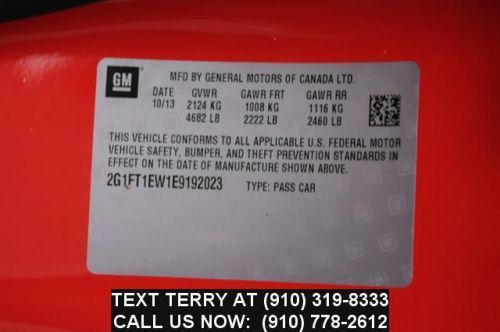 GM
MFD BY GENERAL MOTORS OF CANADA LTD.
DATE GVWR GAWR FRT GAWR RR
10/13 2124 KG 1008 KG 1116 KG
4682 LB 2222 LB 2460 LB
THIS VEHICLE CONFORMS TO ALL APPLICABLE U.S. FEDERAL MOTOR
VEHICLE SAFETY, BUMPER, AND THEFT PREVENTION STANDARDS IN
EFFECT ON THE DATE OF MANUFACTURE SHOWN ABOVE.
2G1FT1EW1E9192023 TYPE: PASS CAR
TEXT TERRY AT (910) 319-8333
CALL US NOW: (910) 778-2612